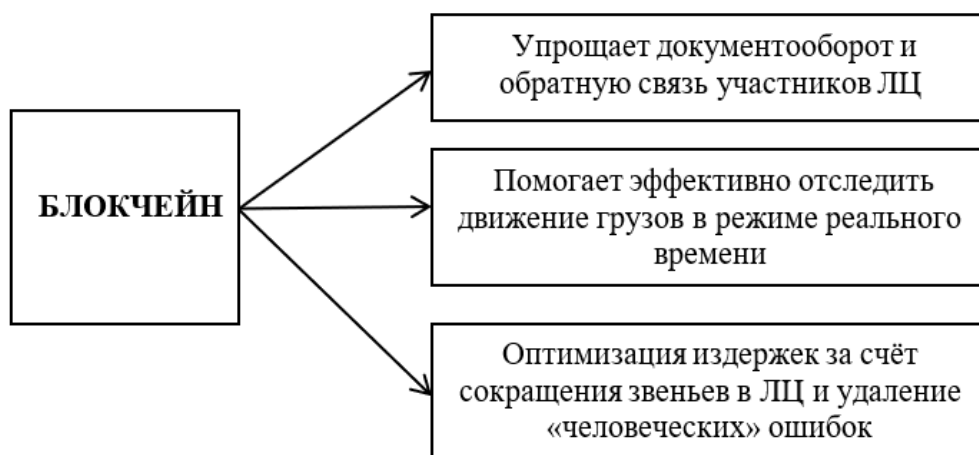 БЛОКЧЕЙН
Упрощает документооборот и
обратную связь участников ЛЦ
Помогает эффективно отследить
движение грузов в режиме реального
времени
Оптимизация издержек за счёт
сокращения звеньев в ЛЦ и удаление
«человеческих» ошибок